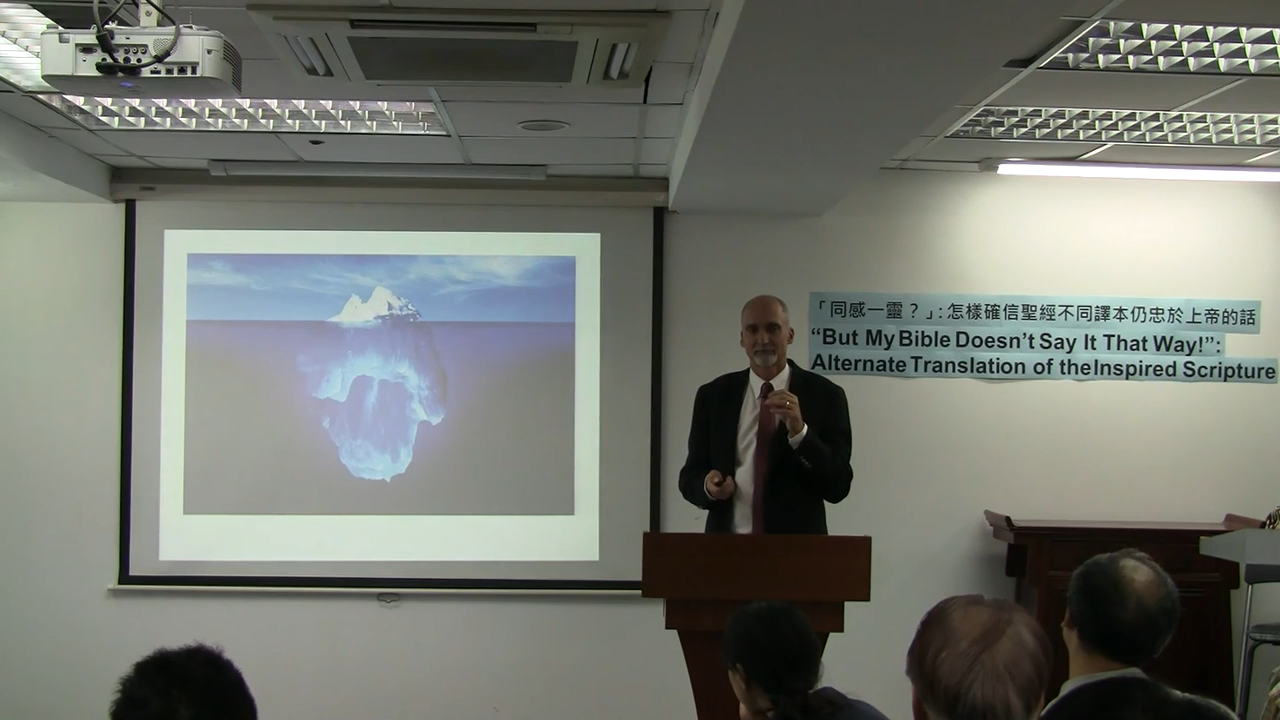 「同感一靈？」：怎樣確信聖經不同譯本仍忠於上帝的話
“But My Bible Doesn’t Say It That Way!”:
Alternate Translation of the Inspired Scripture